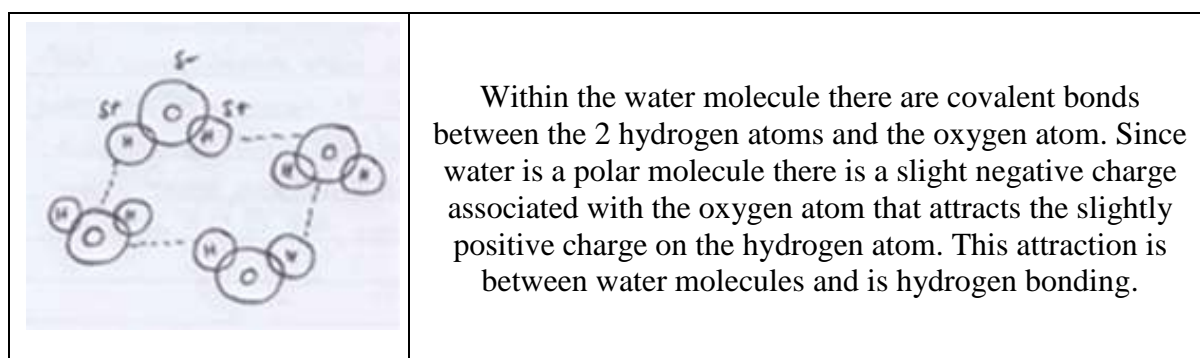 δ-
δ+ O δ+
H H
O
H H
H H
O
H H
O
Within the water molecule there are covalent bonds
between the 2 hydrogen atoms and the oxygen atom. Since
water is a polar molecule there is a slight negative charge
associated with the oxygen atom that attracts the slightly
positive charge on the hydrogen atom. This attraction is
between water molecules and is hydrogen bonding.